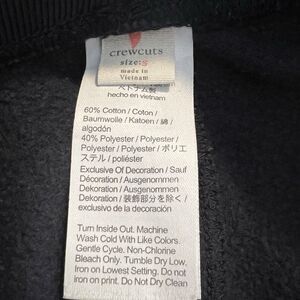 crewcuts
size: S
made in
Vietnam
ベトナム製
hecho en vietnam
60% Cotton / Coton /
Baumwolle / Katoen / 綿 /
algodón
40% Polyester / Polyester /
Polyester / Polyester / ポリエ
ステル / poliéster
Exclusive Of Decoration / Sauf
Décoration / Ausgenommen
Dekoration / Ausgenommen
Dekoration / 装飾部分を除く /
exclusivo de la decoración
Turn Inside Out. Machine
Wash Cold With Like Colors.
Gentle Cycle. Non-Chlorine
Bleach Only. Tumble Dry Low.
Iron on Lowest Setting. Do not
iron on print. Do Not Dry Clean